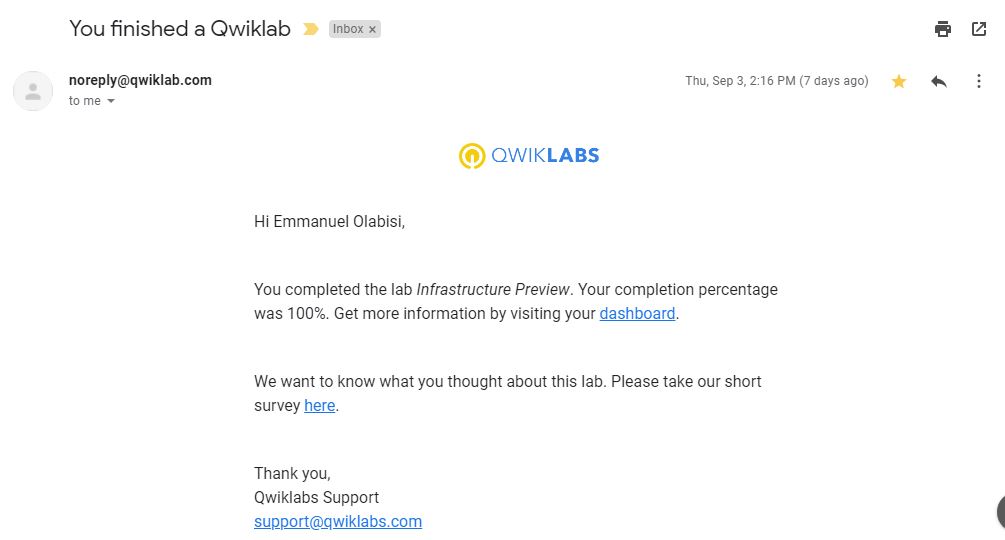 You finished a Qwiklab
Inbox x
noreply@qwiklab.com
Thu, Sep 3, 2:16 PM (7 days ago)
to me
QWIKLABS
Hi Emmanuel Olabisi,
You completed the lab Infrastructure Preview. Your completion percentage
was 100%. Get more information by visiting your dashboard.
We want to know what you thought about this lab. Please take our short
survey here.
Thank you,
Qwiklabs Support
support@qwiklabs.com